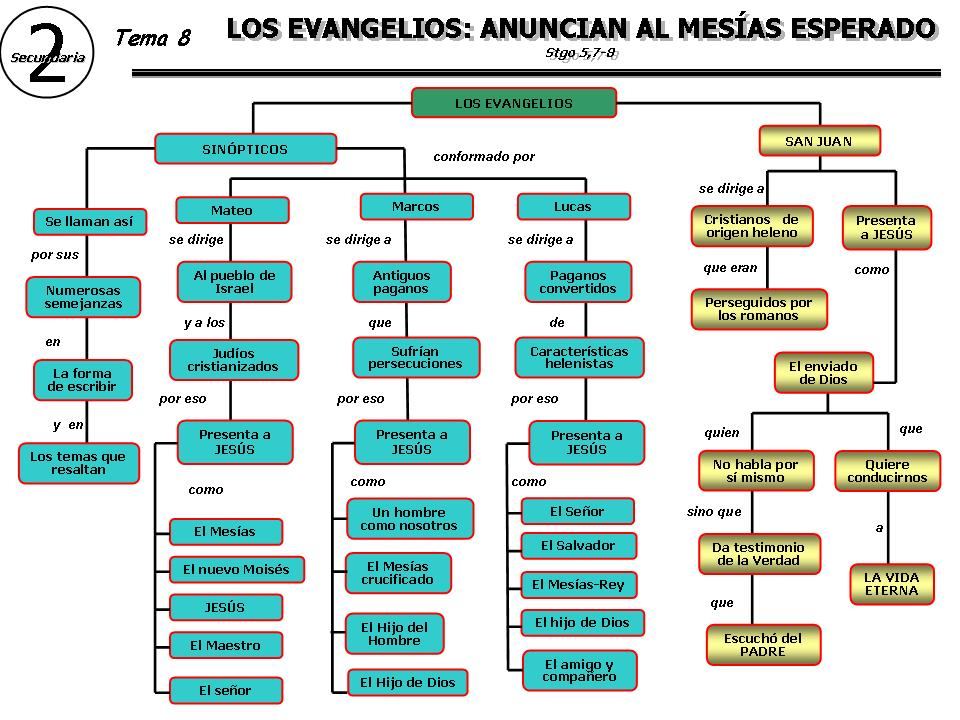 2
Secundaria
Tema 8
LOS EVANGELIOS: ANUNCIAN AL MESÍAS ESPERADO
Stgo 5,7-8
LOS EVANGELIOS
SINÓPTICOS
conformado por
Se llaman así
por sus
Numerosas
semejanzas
en
La forma
de escribir
y en
Los temas que
resaltan
Mateo
se dirige
Al pueblo de
Israel
y a los
Judíos
cristianizados
por eso
Presenta a
JESÚS
como
El Mesías
El nuevo Moisés
JESÚS
El Maestro
El señor
Marcos
se dirige a
Antiguos
paganos
que
Sufrían
persecuciones
por eso
Presenta a
JESÚS
como
Un hombre
como nosotros
El Mesías
crucificado
El Hijo del
Hombre
El Hijo de Dios
Lucas
se dirige a
Paganos
convertidos
de
Características
helenistas
por eso
Presenta a
JESÚS
como
El Señor
El Salvador
El Mesías-Rey
El hijo de Dios
El amigo y
compañero
SAN JUAN
se dirige a
Cristianos de
origen heleno
que eran
Perseguidos por
los romanos
Presenta
a JESÚS
como
El enviado
de Dios
quien
No habla por
sí mismo
sino que
Da testimonio
de la Verdad
que
Escuchó del
PADRE
que
Quiere
conducirnos
a
LA VIDA
ETERNA